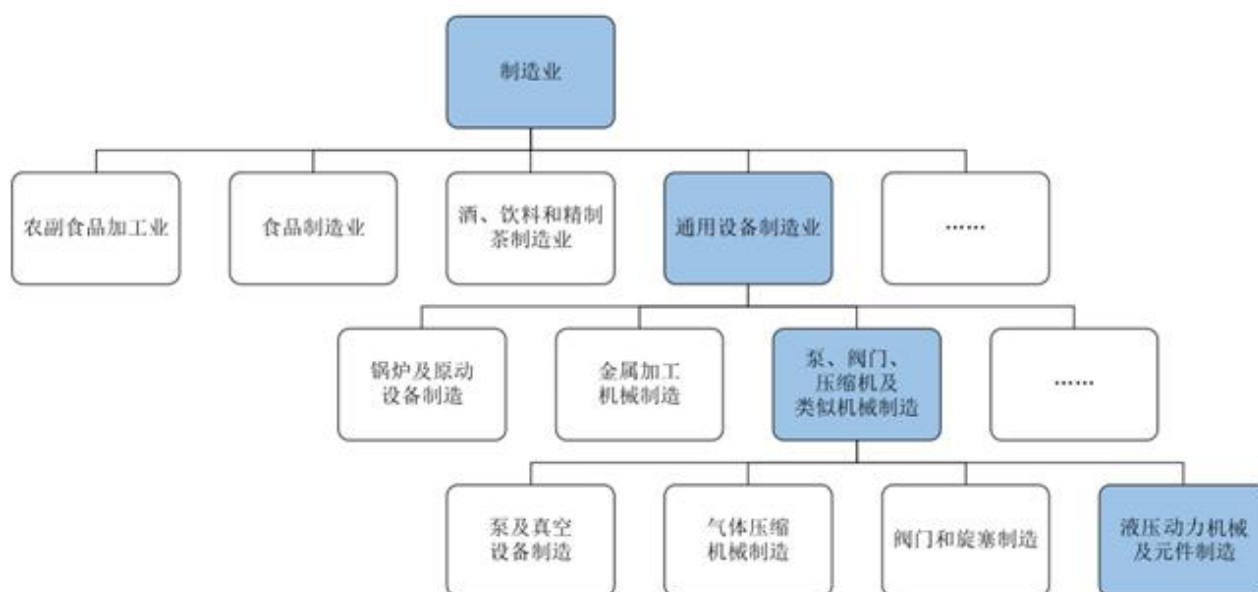 制造业
农副食品加工业
食品制造业
酒、饮料和精制
茶制造业
通用设备制造业
……
锅炉及原动
设备制造
金属加工
机械制造
泵、阀门、
压缩机及
类似机械制造
……
泵及真空
设备制造
气体压缩
机械制造
阀门和旋塞制造
液压动力机械
及元件制造